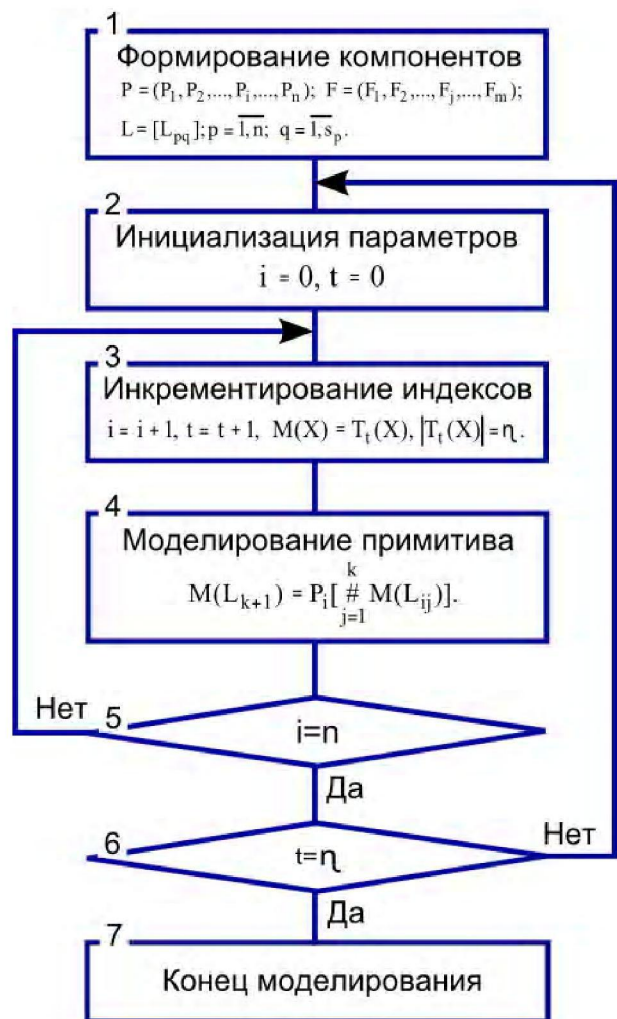 1
Формирование компонентов
P = (P₁, P₂,..., Pᵢ,..., Pₙ); F = (F₁, F₂,..., Fⱼ,..., Fₘ);
L = [L_pq]; p = 1,n̅; q = 1,s̅_p.
2
Инициализация параметров
i = 0, t = 0
3
Инкрементирование индексов
i = i + 1, t = t + 1, M(X) = Tₜ(X), |Tₜ(X)| = η.
4
Моделирование примитива
k
M(Lₖ₊₁) = Pᵢ[ # M(Lᵢⱼ)].
j=1
5
Нет
i=n
Да
6
Нет
t=η
Да
7
Конец моделирования